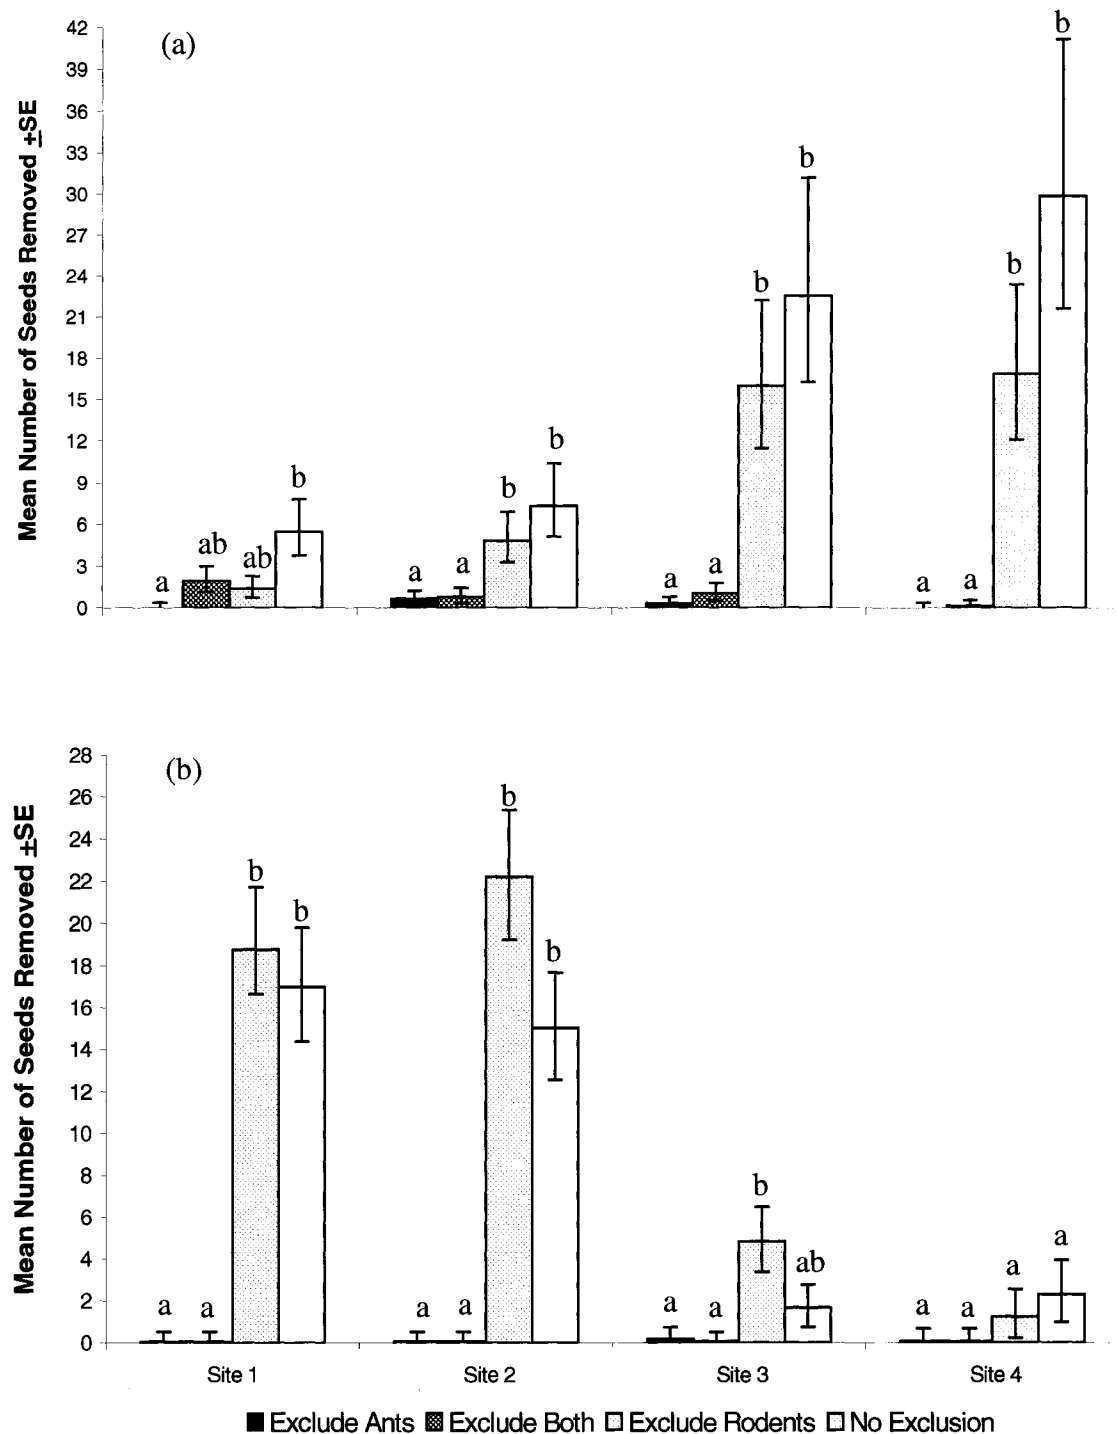 (a)
Mean Number of Seeds Removed ±SE
42
39
36
33
30
27
24
21
18
15
12
9
6
3
0
a ab ab b
a a b b
a a b b
a a b b
(b)
Mean Number of Seeds Removed ±SE
28
26
24
22
20
18
16
14
12
10
8
6
4
2
0
a a b b
a a b b
a a b ab
a a a a
Site 1 Site 2 Site 3 Site 4
Exclude Ants Exclude Both Exclude Rodents No Exclusion